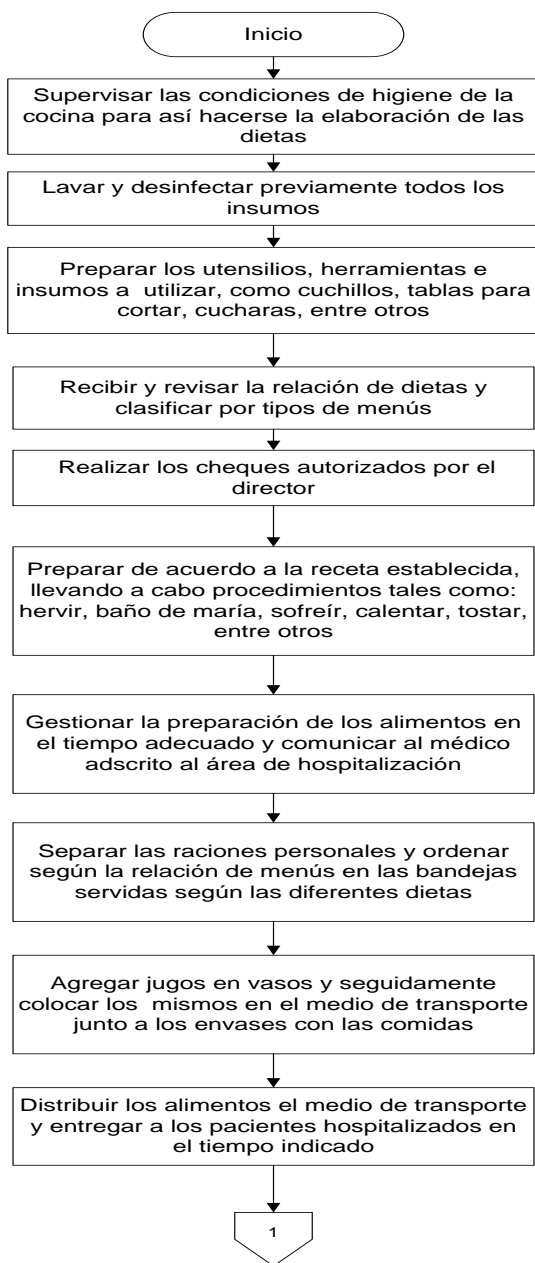 Inicio
Supervisar las condiciones de higiene de la
cocina para así hacerse la elaboración de las
dietas
Lavar y desinfectar previamente todos los
insumos
Preparar los utensilios, herramientas e
insumos a utilizar, como cuchillos, tablas para
cortar, cucharas, entre otros
Recibir y revisar la relación de dietas y
clasificar por tipos de menús
Realizar los cheques autorizados por el
director
Preparar de acuerdo a la receta establecida,
llevando a cabo procedimientos tales como:
hervir, baño de maría, sofreír, calentar, tostar,
entre otros
Gestionar la preparación de los alimentos en
el tiempo adecuado y comunicar al médico
adscrito al área de hospitalización
Separar las raciones personales y ordenar
según la relación de menús en las bandejas
servidas según las diferentes dietas
Agregar jugos en vasos y seguidamente
colocar los mismos en el medio de transporte
junto a los envases con las comidas
Distribuir los alimentos el medio de transporte
y entregar a los pacientes hospitalizados en
el tiempo indicado
1